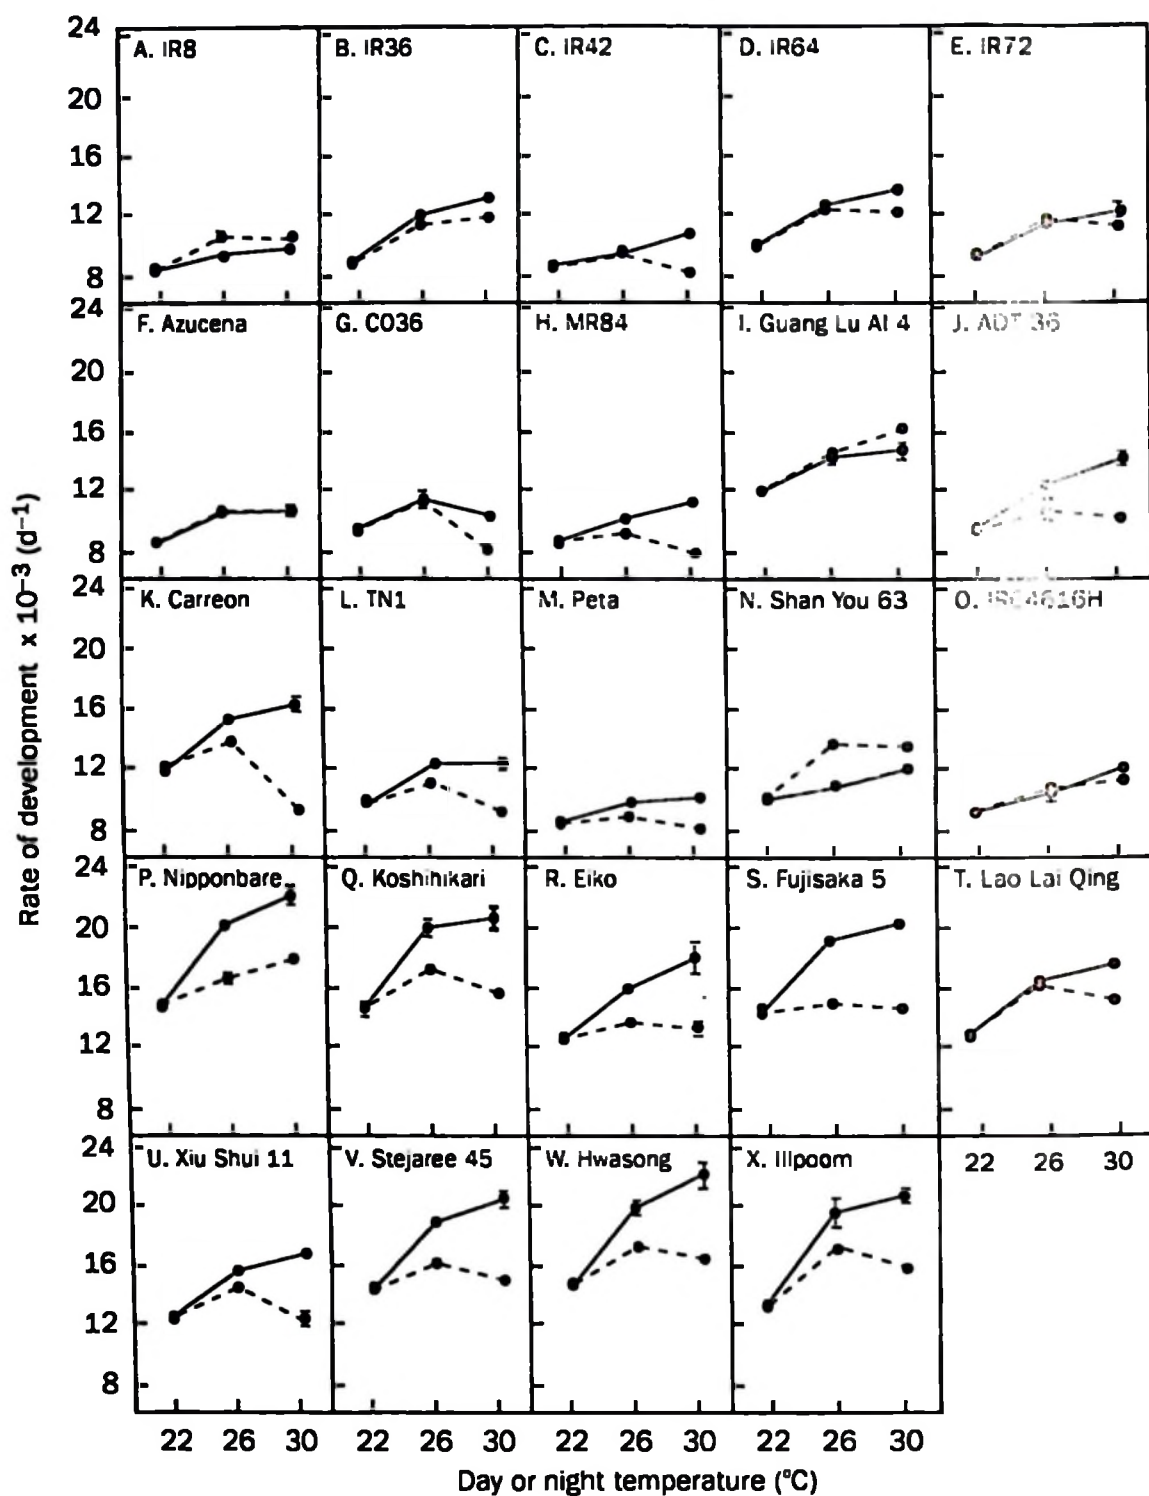 24
A. IR8
B. IR36
C. IR42
D. IR64
E. IR72
20
16
12
8
24
F. Azucena
G. CO36
H. MR84
I. Guang Lu Ai 4
J. ADT 36
20
16
12
8
24
K. Carreon
L. TN1
M. Peta
N. Shan You 63
O.
20
16
12
8
24
P. Nipponbare
Q. Koshihikari
R. Eiko
S. Fujisaka 5
T. Lao Lai Qing
20
16
12
8
24
U. Xiu Shui 11
V. Stejaree 45
W. Hwasong
X. Illpoom
22 26 30
20
16
12
8
22 26 30 22 26 30 22 26 30 22 26 30
Day or night temperature (°C)
Rate of development x 10⁻³ (d⁻¹)